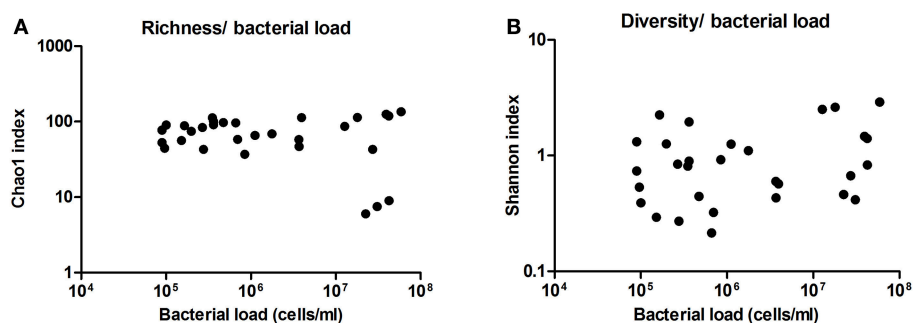 A
Richness/ bacterial load
Chao1 index
1000
100
10
1
10^4 10^5 10^6 10^7 10^8
Bacterial load (cells/ml)
B
Diversity/ bacterial load
Shannon index
10
1
0.1
10^4 10^5 10^6 10^7 10^8
Bacterial load (cells/ml)